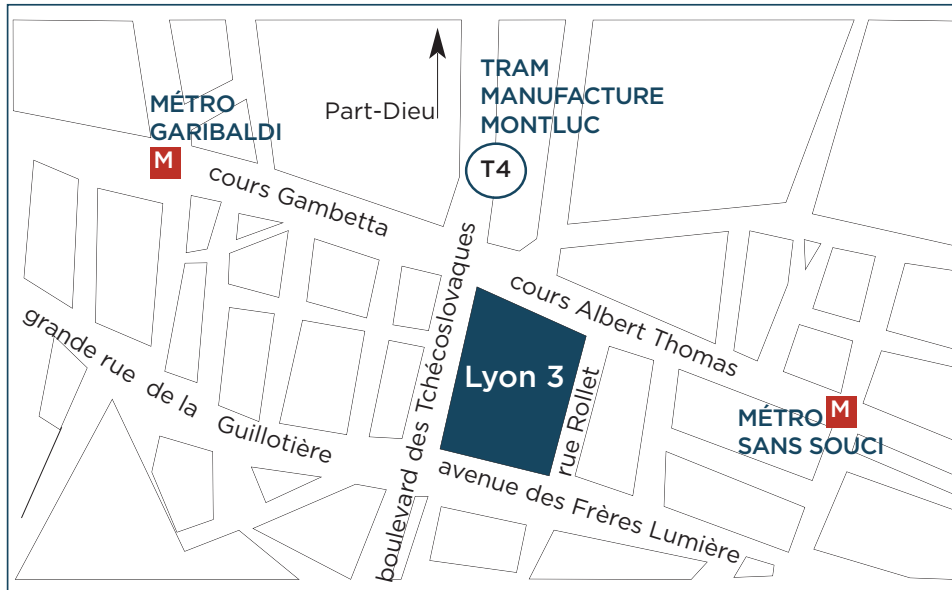 TRAM
MANUFACTURE
MONTLUC
MÉTRO
GARIBALDI
M
Part-Dieu
T4
cours Gambetta
boulevard des Tchécoslovaques
cours Albert Thomas
grande rue de la Guillotière
Lyon 3
rue Rollet
MÉTRO
SANS SOUCI
M
avenue des Frères Lumière